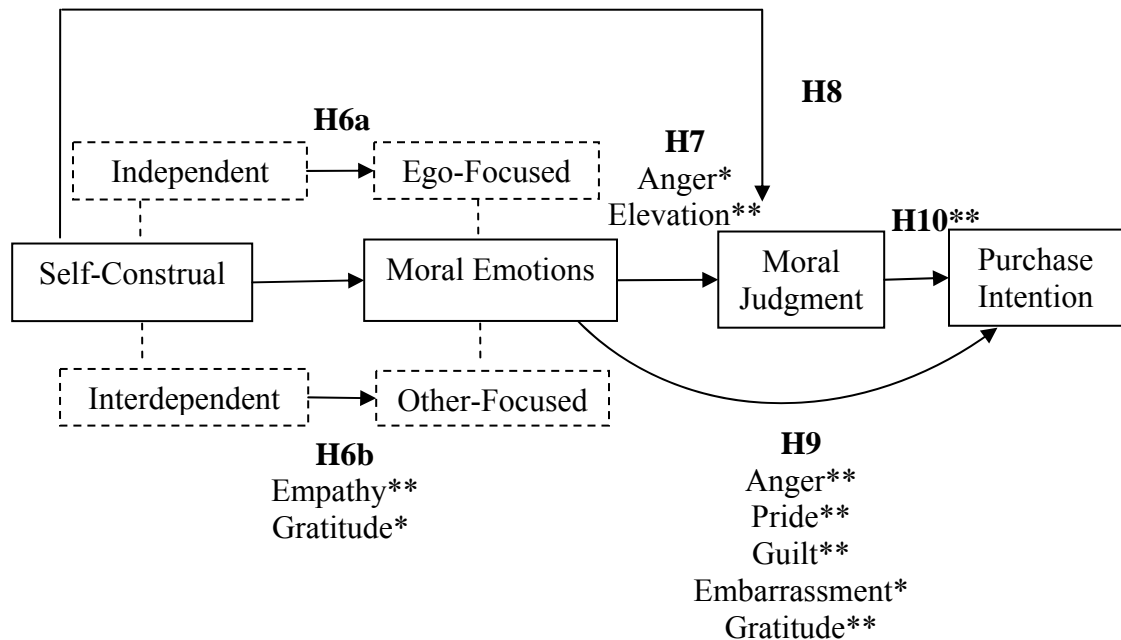 H8
H6a
H7
Independent
Ego-Focused
Anger*
Elevation**
H10**
Self-Construal
Moral Emotions
Moral
Judgment
Purchase
Intention
Interdependent
Other-Focused
H6b
Empathy**
Gratitude*
H9
Anger**
Pride**
Guilt**
Embarrassment*
Gratitude**